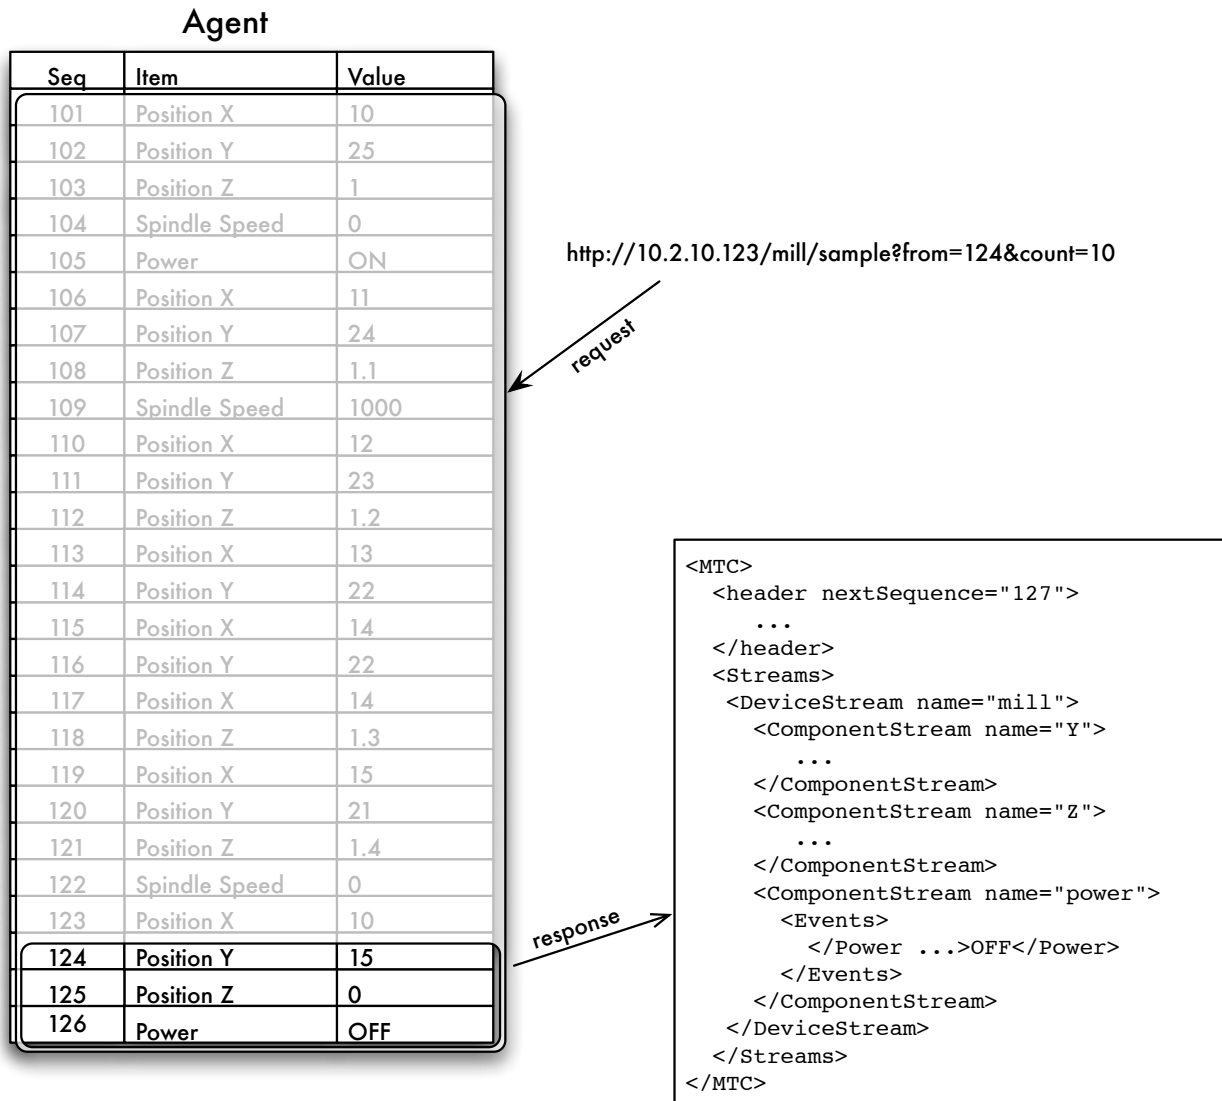 Agent
Seq Item Value
101 Position X 10
102 Position Y 25
103 Position Z 1
104 Spindle Speed 0
105 Power ON
106 Position X 11
107 Position Y 24
108 Position Z 1.1
109 Spindle Speed 1000
110 Position X 12
111 Position Y 23
112 Position Z 1.2
113 Position X 13
114 Position Y 22
115 Position X 14
116 Position Y 22
117 Position X 14
118 Position Z 1.3
119 Position X 15
120 Position Y 21
121 Position Z 1.4
122 Spindle Speed 0
123 Position X 10
124 Position Y 15
125 Position Z 0
126 Power OFF
http://10.2.10.123/mill/sample?from=124&count=10
request
response
<MTC>
  <header nextSequence="127">
    ...
  </header>
  <Streams>
   <DeviceStream name="mill">
     <ComponentStream name="Y">
        ...
     </ComponentStream>
     <ComponentStream name="Z">
        ...
     </ComponentStream>
     <ComponentStream name="power">
       <Events>
         </Power ...>OFF</Power>
       </Events>
     </ComponentStream>
   </DeviceStream>
  </Streams>
</MTC>